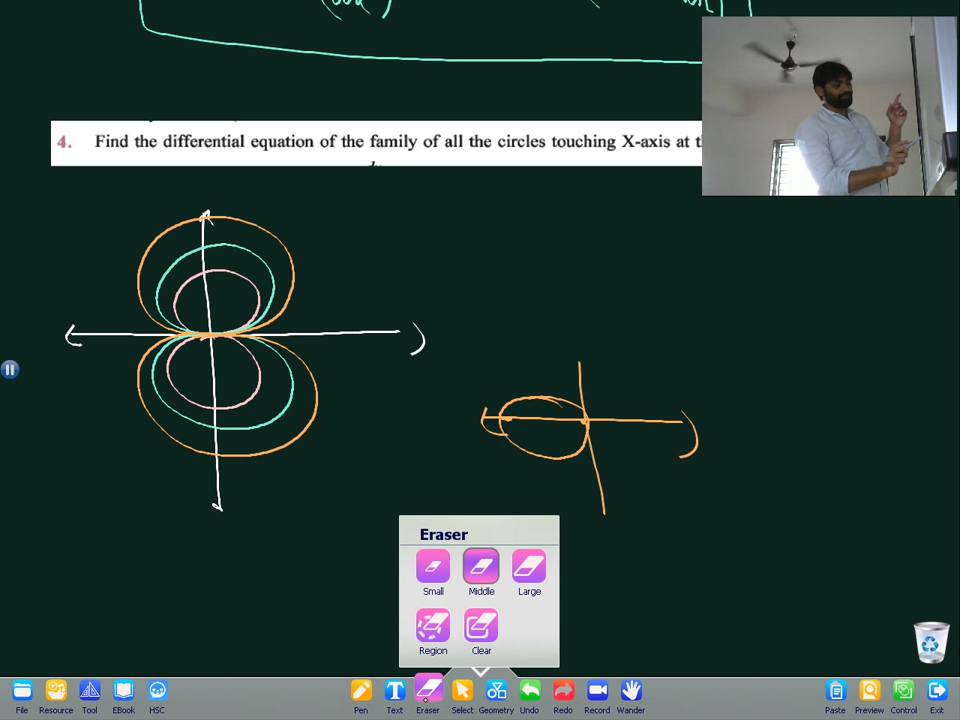 4. Find the differential equation of the family of all the circles touching X-axis at
Eraser
Small Middle Large
Region Clear
File Resource Tool EBook HSC Pen Text Eraser Select Geometry Undo Redo Record Wander Paste Preview Control Exit